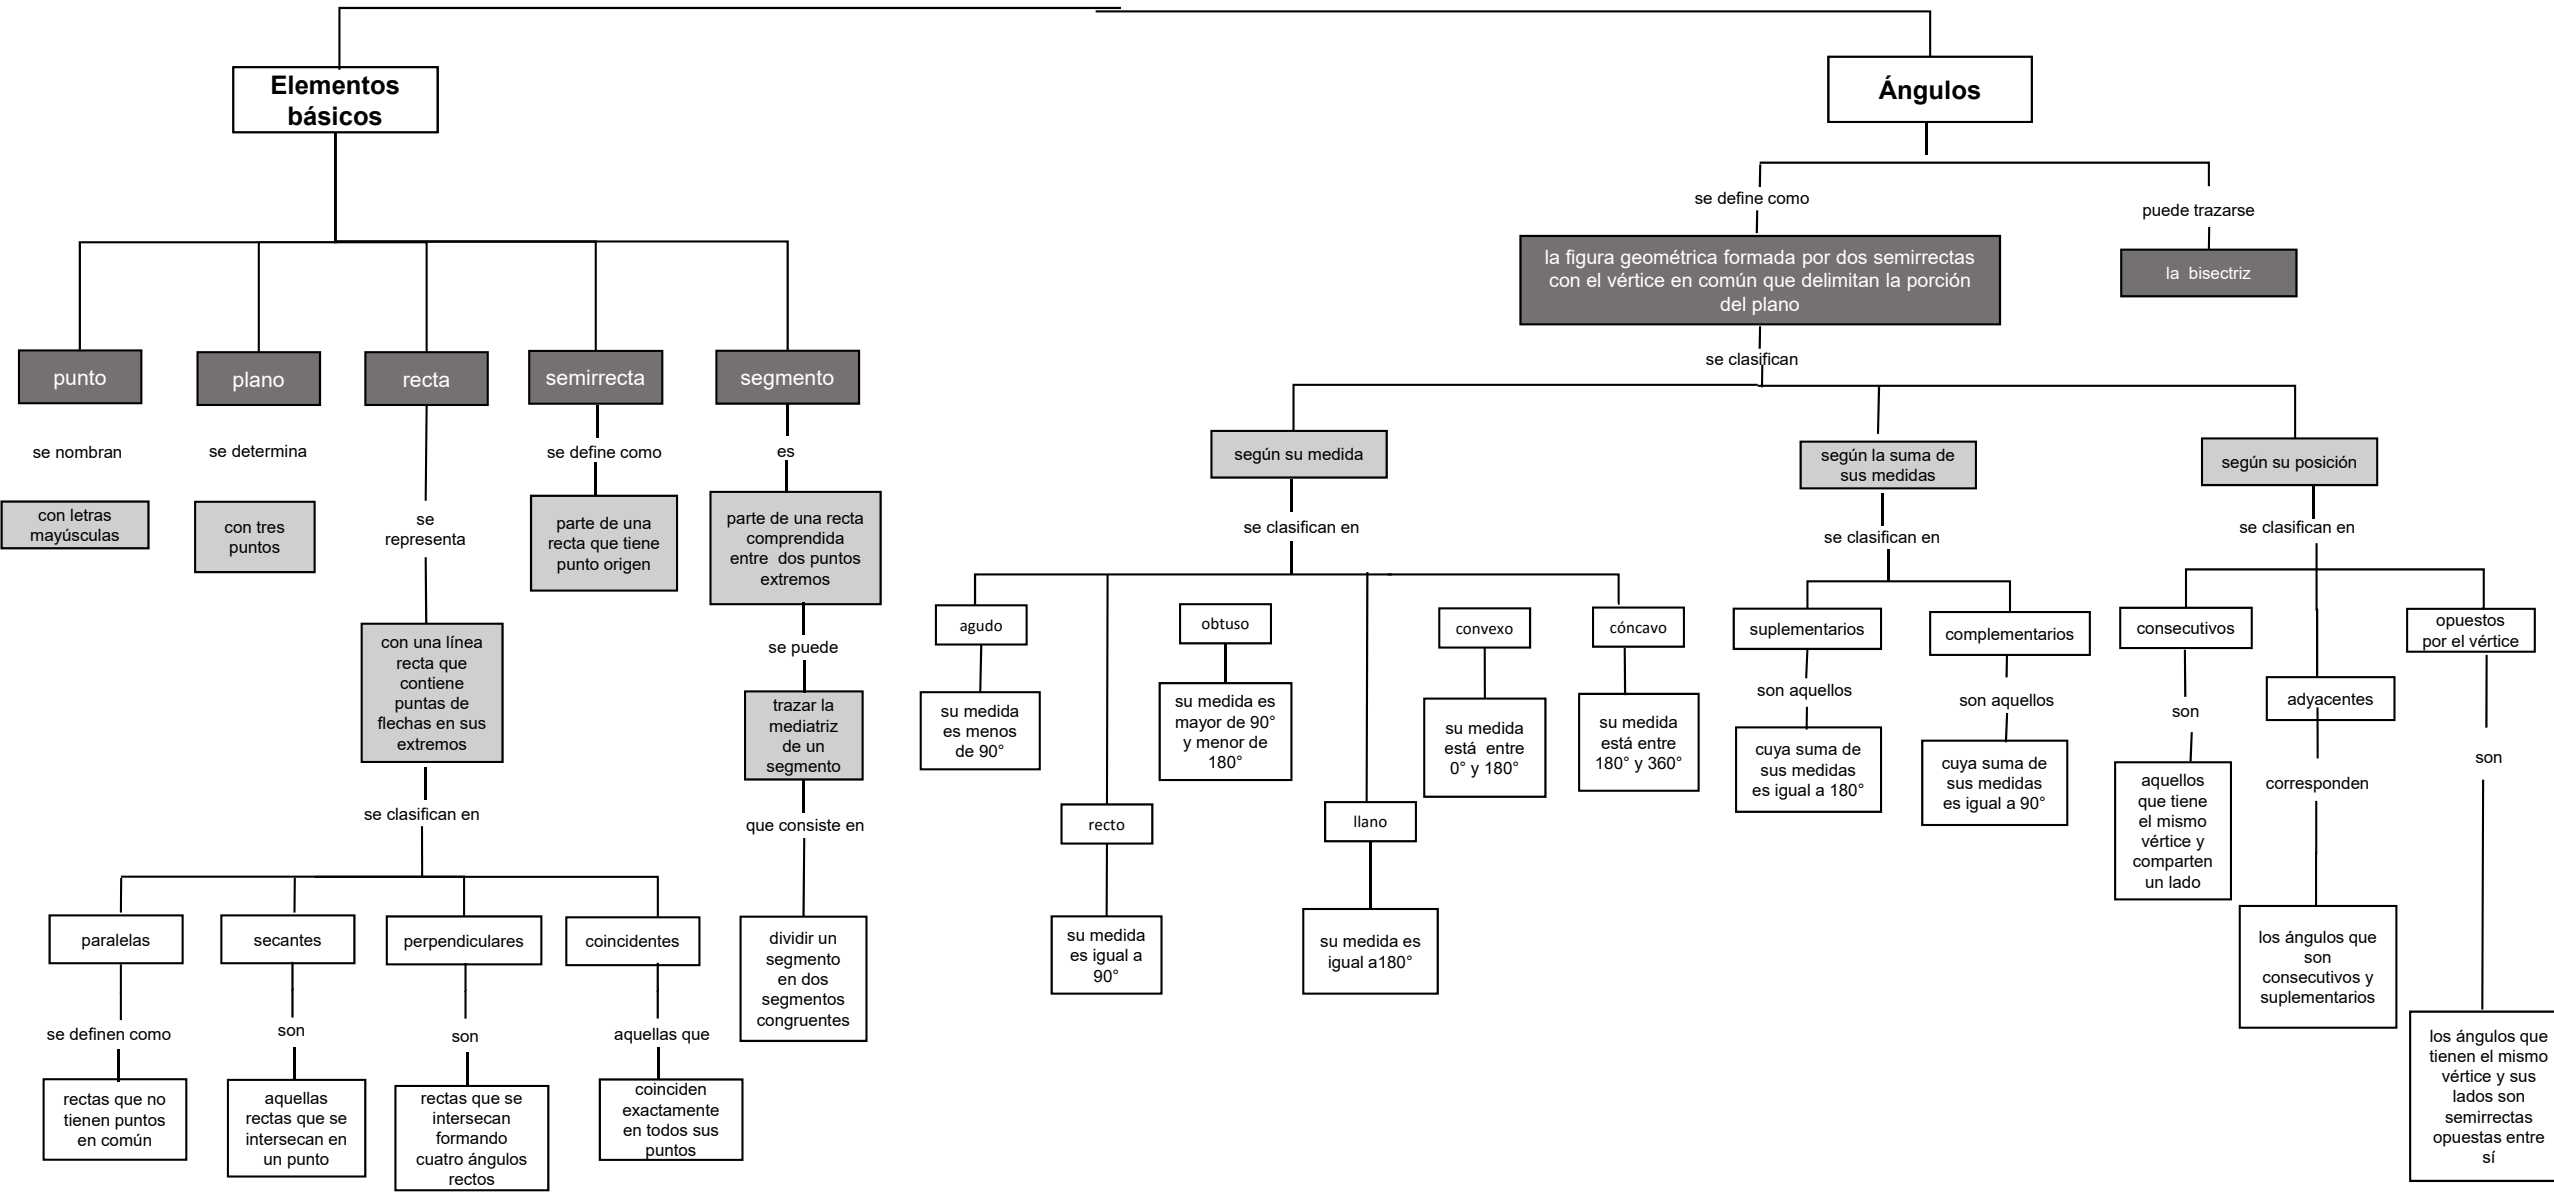 Elementos
básicos
punto
se nombran
con letras
mayúsculas
plano
se determina
con tres
puntos
recta
se
representa
con una línea
recta que
contiene
puntas de
flechas en sus
extremos
se clasifican en
paralelas
se definen como
rectas que no
tienen puntos
en común
secantes
son
aquellas
rectas que se
intersecan en
un punto
perpendiculares
son
rectas que se
intersecan
formando
cuatro ángulos
rectos
coincidentes
aquellas que
coinciden
exactamente
en todos sus
puntos
semirrecta
se define como
parte de una
recta que tiene
punto origen
segmento
es
parte de una recta
comprendida
entre  dos puntos
extremos
se puede
trazar la
mediatriz
de un
segmento
que consiste en
dividir un
segmento
en dos
segmentos
congruentes
Ángulos
se define como
la figura geométrica formada por dos semirrectas
con el vértice en común que delimitan la porción
del plano
puede trazarse
la  bisectriz
se clasifican
según su medida
se clasifican en
agudo
su medida
es menos
de 90°
recto
su medida
es igual a
90°
obtuso
su medida es
mayor de 90°
y menor de
180°
llano
su medida es
igual a180°
convexo
su medida
está  entre
0° y 180°
cóncavo
su medida
está entre
180° y 360°
según la suma de
sus medidas
se clasifican en
suplementarios
son aquellos
cuya suma de
sus medidas
es igual a 180°
complementarios
son aquellos
cuya suma de
sus medidas
es igual a 90°
según su posición
se clasifican en
consecutivos
son
aquellos
que tiene
el mismo
vértice y
comparten
un lado
adyacentes
corresponden
los ángulos que
son
consecutivos y
suplementarios
opuestos
por el vértice
son
los ángulos que
tienen el mismo
vértice y sus
lados son
semirrectas
opuestas entre
sí